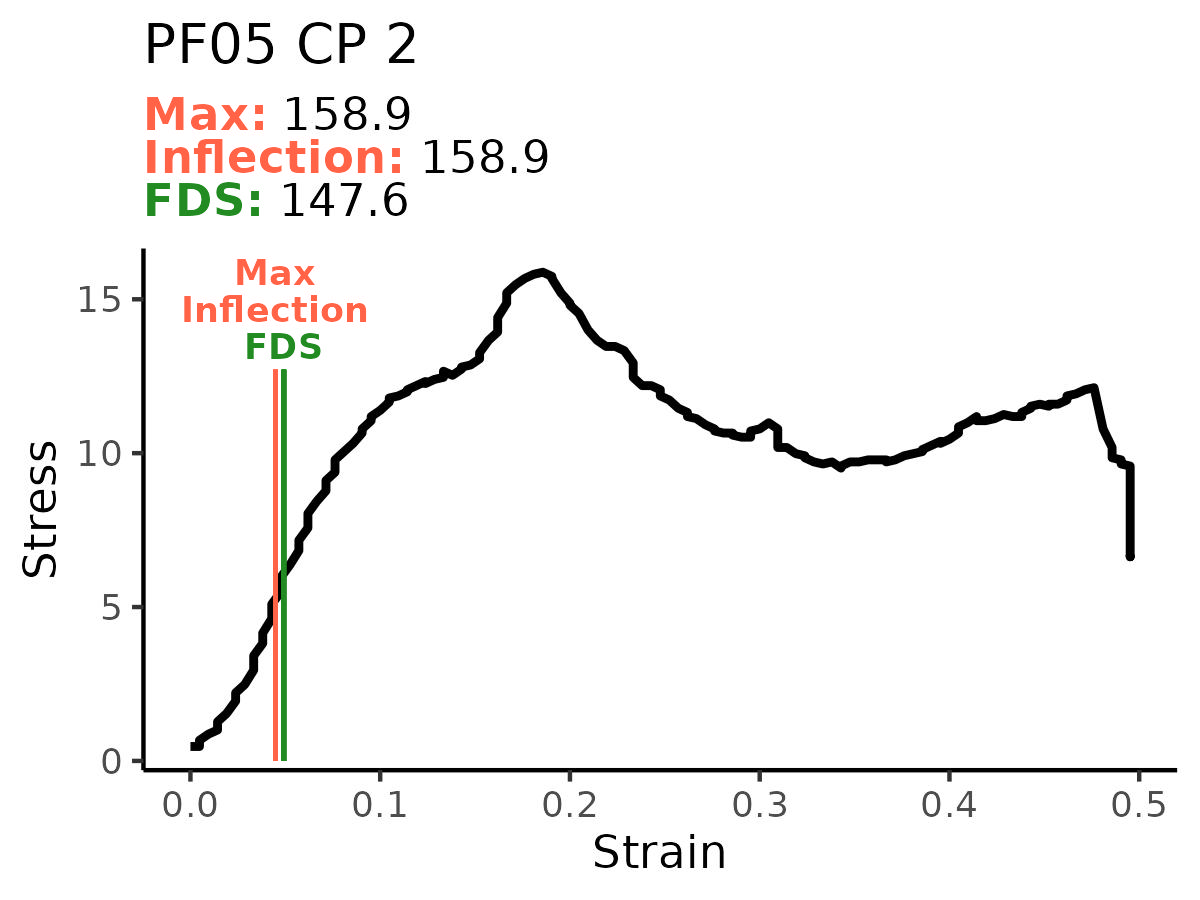 PF05 CP 2
Max: 158.9
Inflection: 158.9
FDS: 147.6
Max
Inflection
FDS
15
10
5
0
Stress
0.0 0.1 0.2 0.3 0.4 0.5
Strain